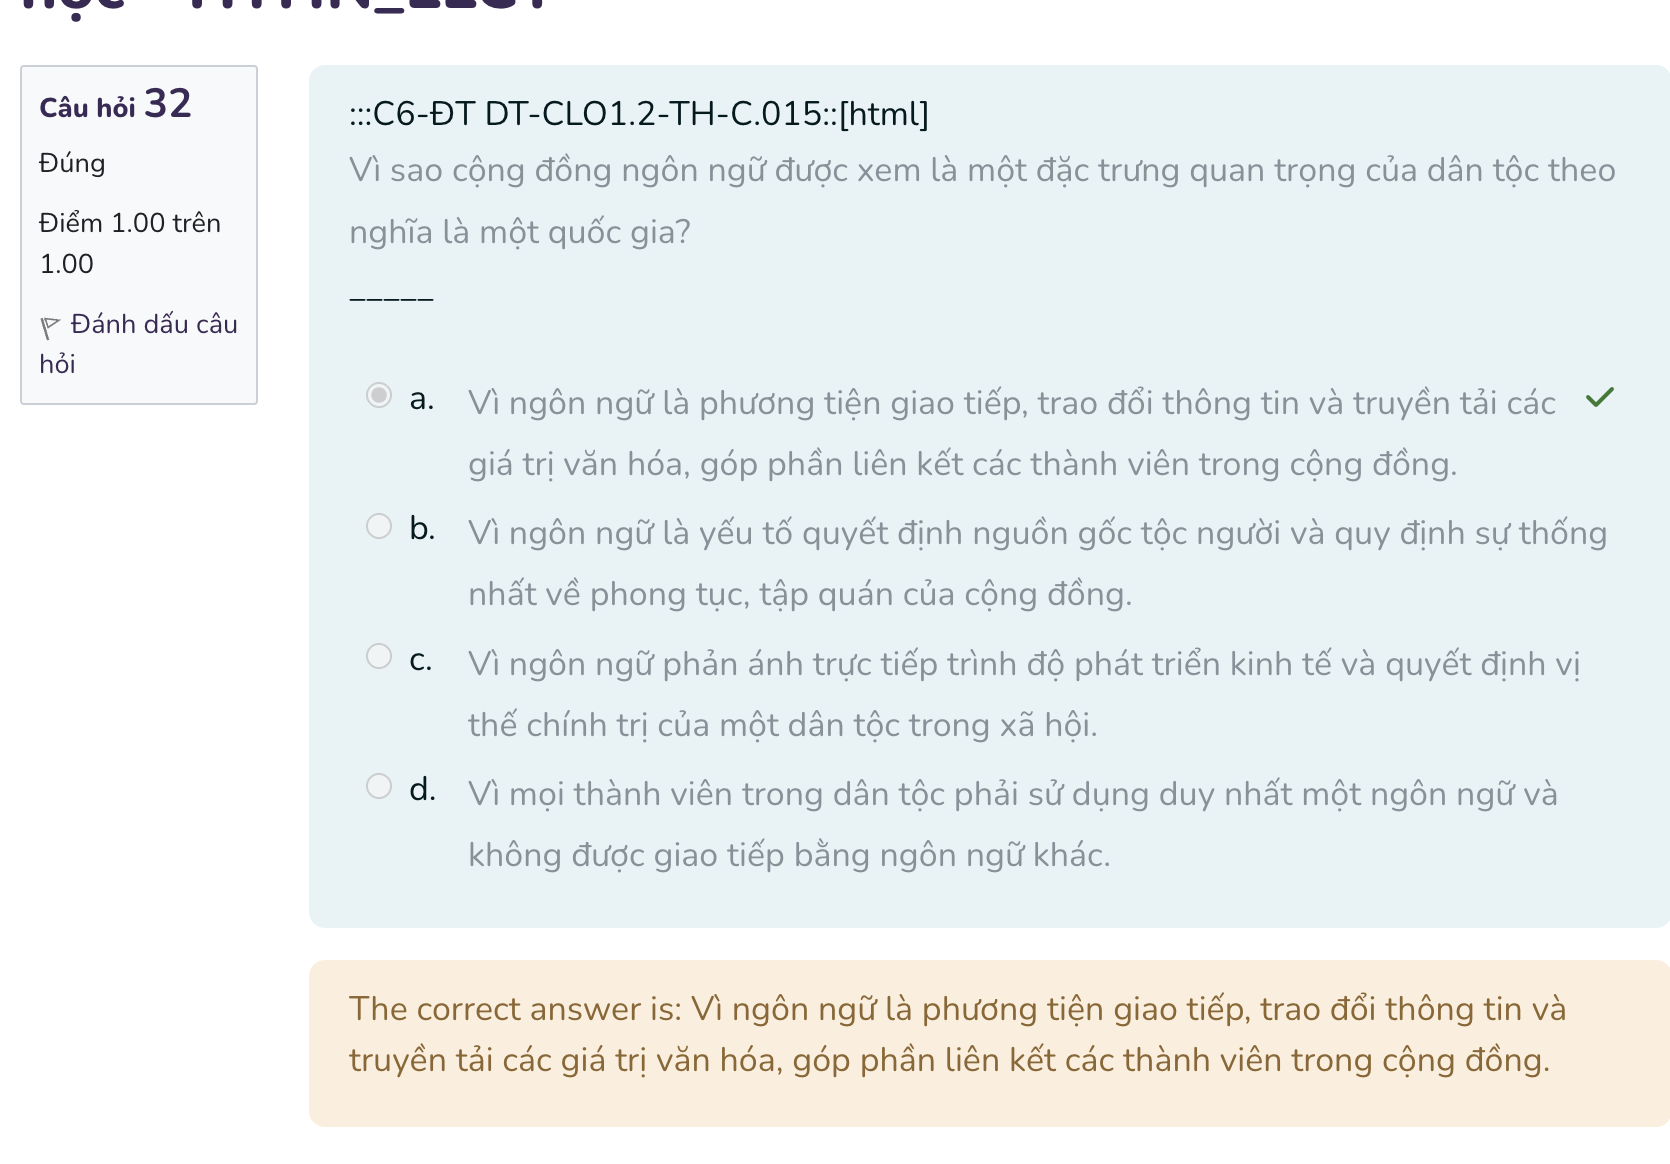 Câu hỏi 32
Đúng
Điểm 1.00 trên
1.00
Đánh dấu câu
hỏi
:::C6-ĐT DT-CLO1.2-TH-C.015::[html]
Vì sao cộng đồng ngôn ngữ được xem là một đặc trưng quan trọng của dân tộc theo
nghĩa là một quốc gia?
_____
a. Vì ngôn ngữ là phương tiện giao tiếp, trao đổi thông tin và truyền tải các
giá trị văn hóa, góp phần liên kết các thành viên trong cộng đồng.
b. Vì ngôn ngữ là yếu tố quyết định nguồn gốc tộc người và quy định sự thống
nhất về phong tục, tập quán của cộng đồng.
c. Vì ngôn ngữ phản ánh trực tiếp trình độ phát triển kinh tế và quyết định vị
thế chính trị của một dân tộc trong xã hội.
d. Vì mọi thành viên trong dân tộc phải sử dụng duy nhất một ngôn ngữ và
không được giao tiếp bằng ngôn ngữ khác.
The correct answer is: Vì ngôn ngữ là phương tiện giao tiếp, trao đổi thông tin và
truyền tải các giá trị văn hóa, góp phần liên kết các thành viên trong cộng đồng.